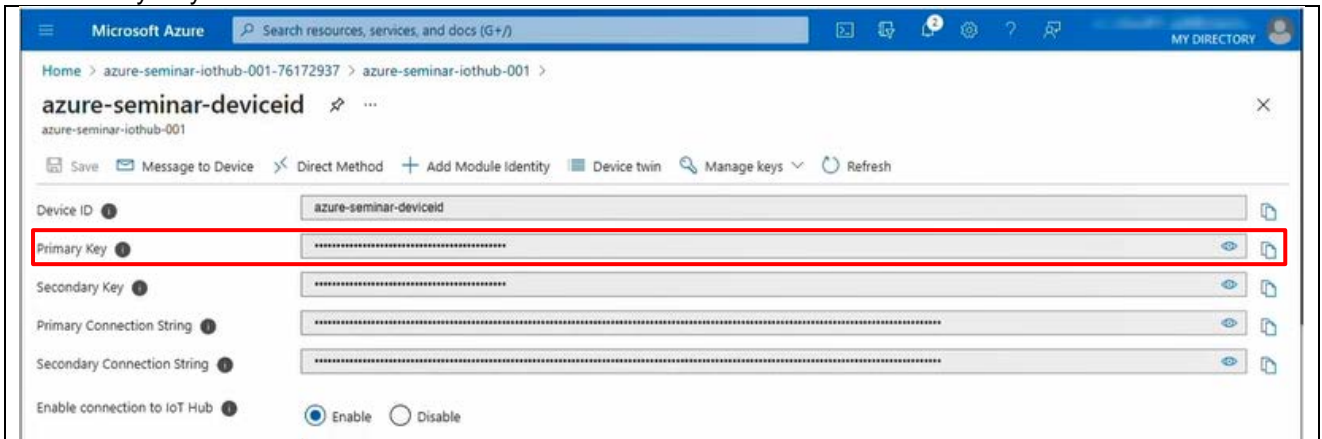 Microsoft Azure
Search resources, services, and docs (G+/)
2
MY DIRECTORY
Home > azure-seminar-iothub-001-76172937 > azure-seminar-iothub-001 >
azure-seminar-deviceid ...
azure-seminar-iothub-001
Save Message to Device Direct Method Add Module Identity Device twin Manage keys Refresh
Device ID azure-seminar-deviceid
Primary Key
Secondary Key
Primary Connection String
Secondary Connection String
Enable connection to IoT Hub Enable Disable